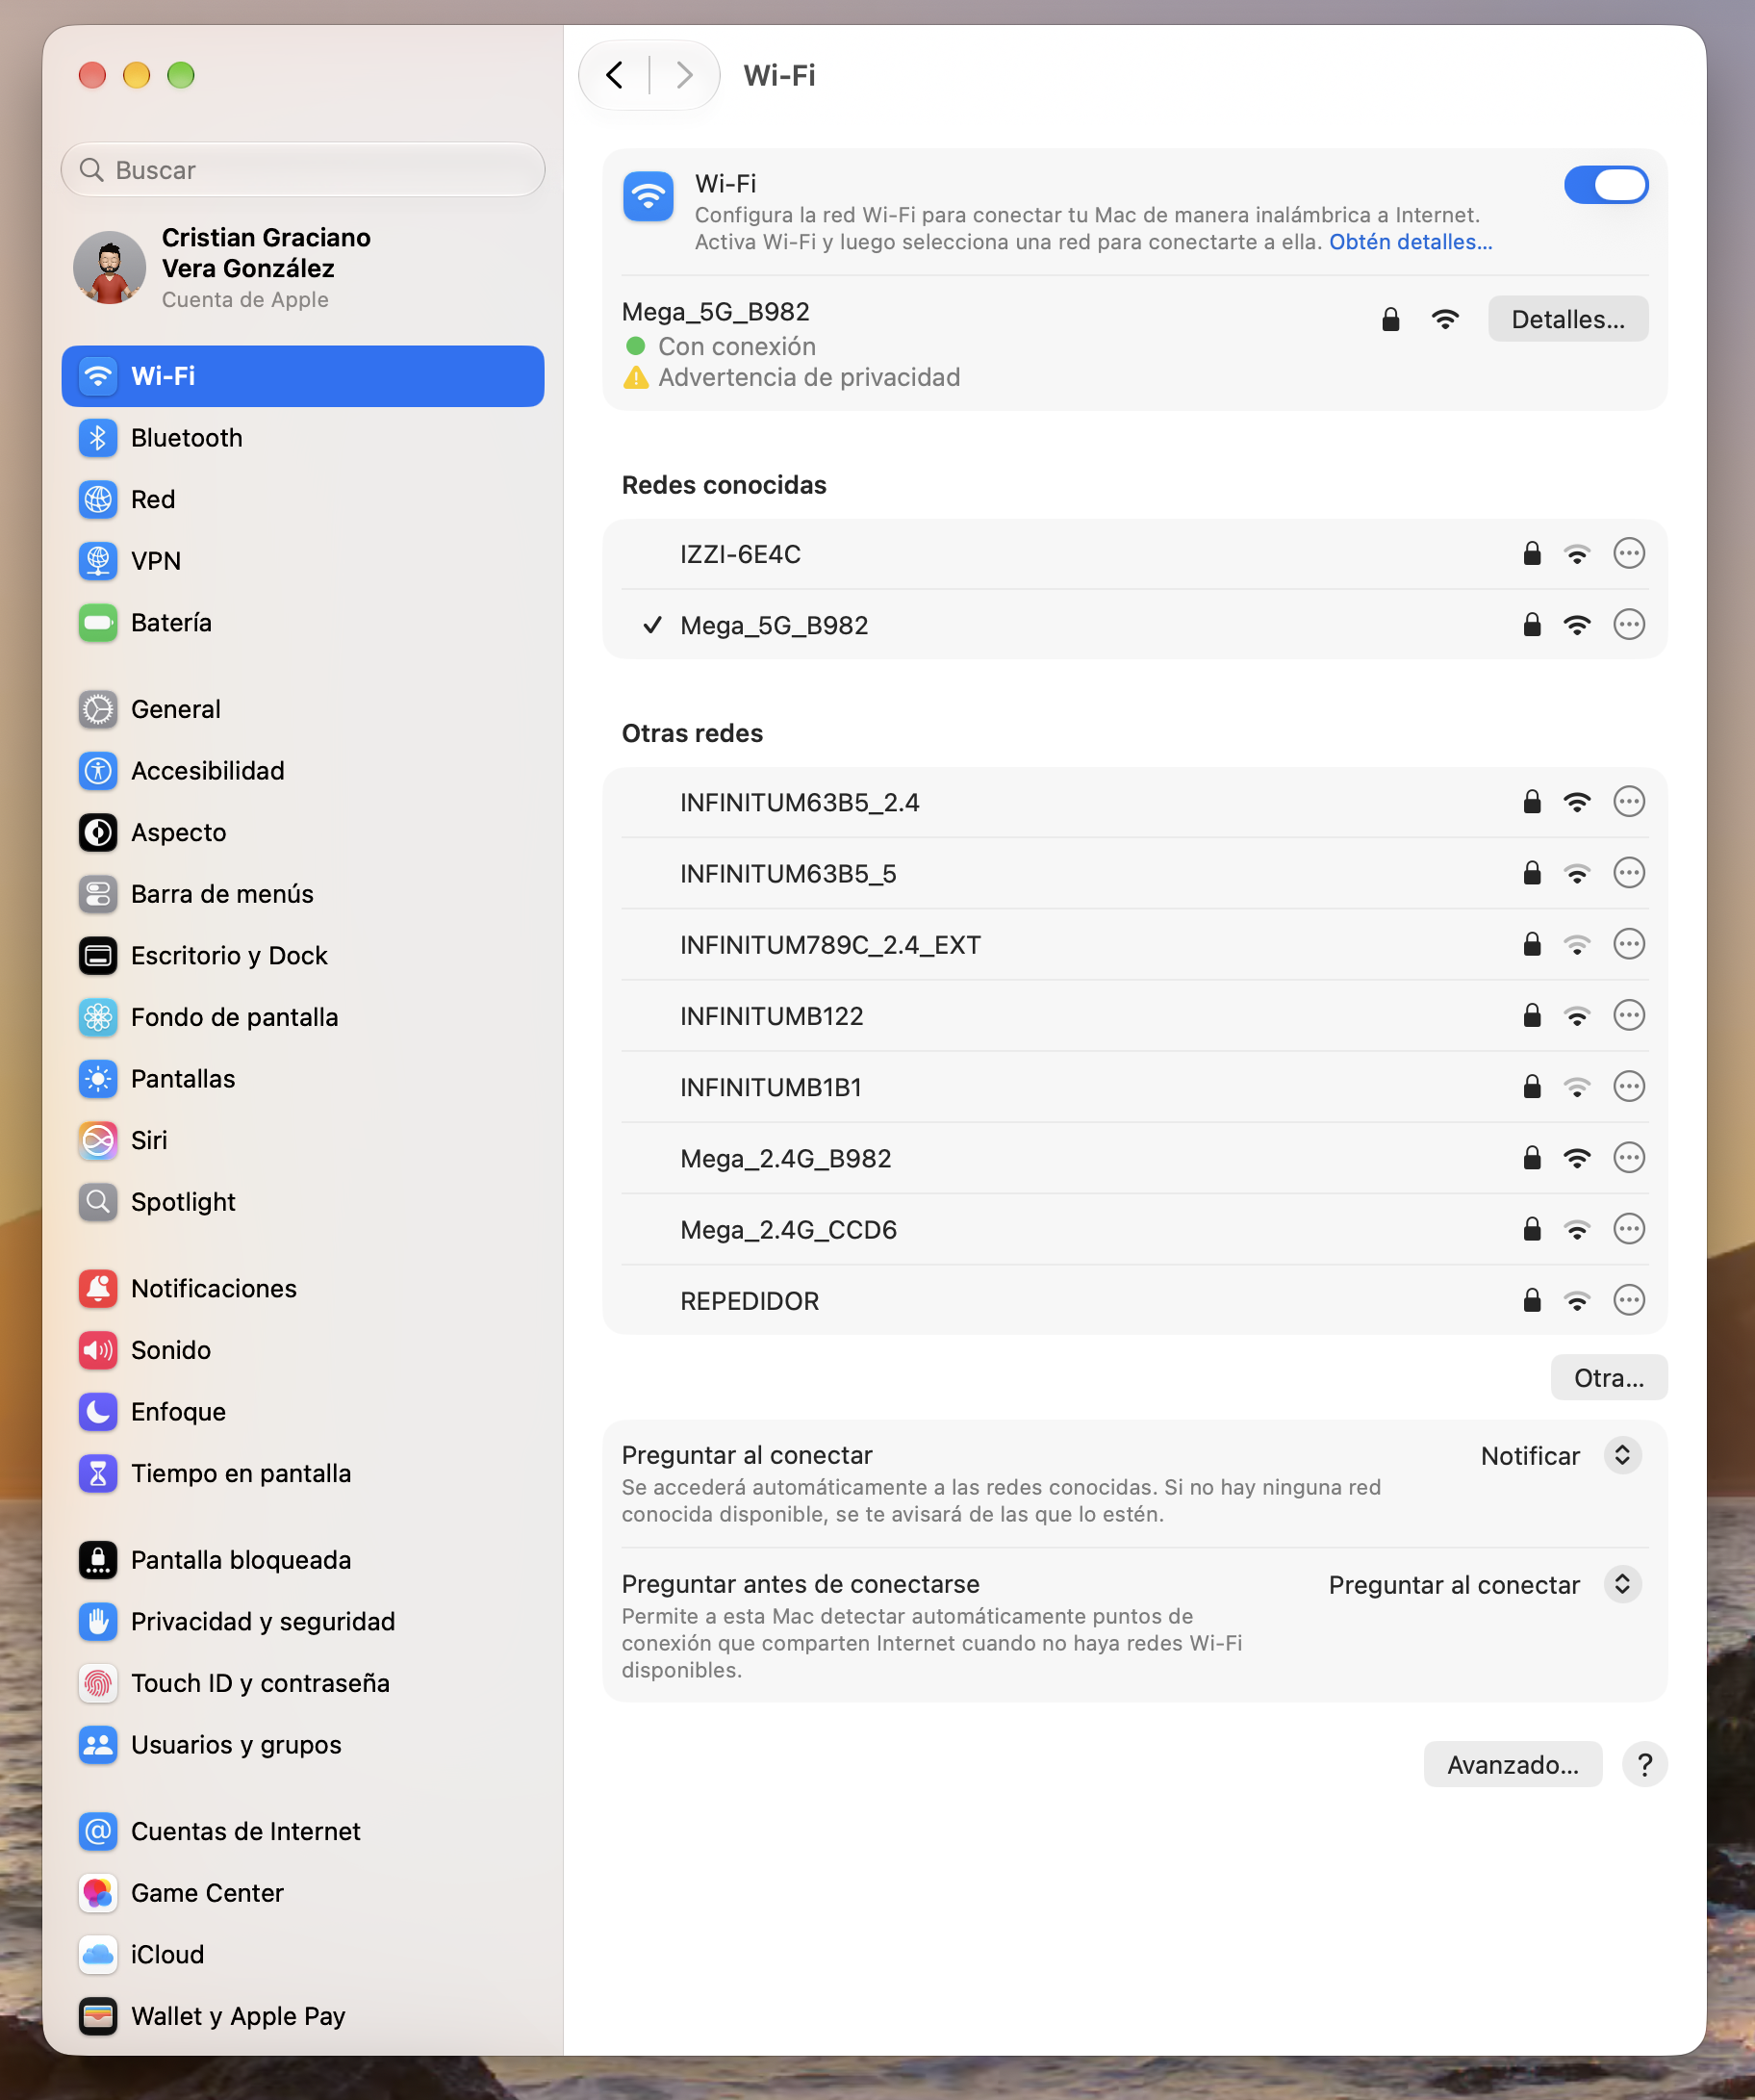 Buscar
Cristian Graciano
Vera González
Cuenta de Apple
Wi-Fi
Bluetooth
Red
VPN
Batería
General
Accesibilidad
Aspecto
Barra de menús
Escritorio y Dock
Fondo de pantalla
Pantallas
Siri
Spotlight
Notificaciones
Sonido
Enfoque
Tiempo en pantalla
Pantalla bloqueada
Privacidad y seguridad
Touch ID y contraseña
Usuarios y grupos
Cuentas de Internet
Game Center
iCloud
Wallet y Apple Pay
Wi-Fi
Wi-Fi
Configura la red Wi-Fi para conectar tu Mac de manera inalámbrica a Internet.
Activa Wi-Fi y luego selecciona una red para conectarte a ella. Obtén detalles...
Mega_5G_B982
Detalles...
Con conexión
Advertencia de privacidad
Redes conocidas
IZZI-6E4C
Mega_5G_B982
Otras redes
INFINITUM63B5_2.4
INFINITUM63B5_5
INFINITUM789C_2.4_EXT
INFINITUMB122
INFINITUMB1B1
Mega_2.4G_B982
Mega_2.4G_CCD6
REPEDIDOR
Otra...
Preguntar al conectar
Notificar
Se accederá automáticamente a las redes conocidas. Si no hay ninguna red
conocida disponible, se te avisará de las que lo estén.
Preguntar antes de conectarse
Preguntar al conectar
Permite a esta Mac detectar automáticamente puntos de
conexión que comparten Internet cuando no haya redes Wi-Fi
disponibles.
Avanzado...
?